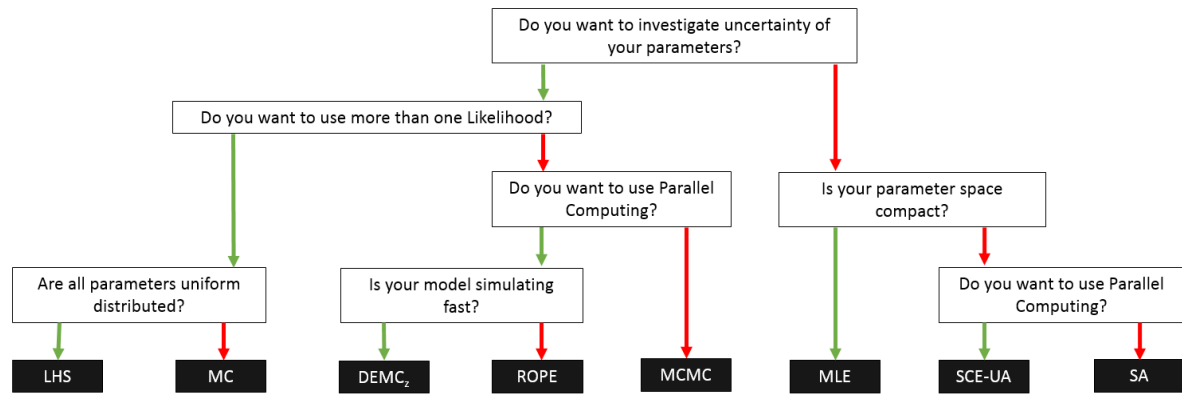 Do you want to investigate uncertainty of
your parameters?
Do you want to use more than one Likelihood?
Do you want to use Parallel
Computing?
Is your parameter space
compact?
Are all parameters uniform
distributed?
Is your model simulating
fast?
Do you want to use Parallel
Computing?
LHS
MC
DEMCz
ROPE
MCMC
MLE
SCE-UA
SA